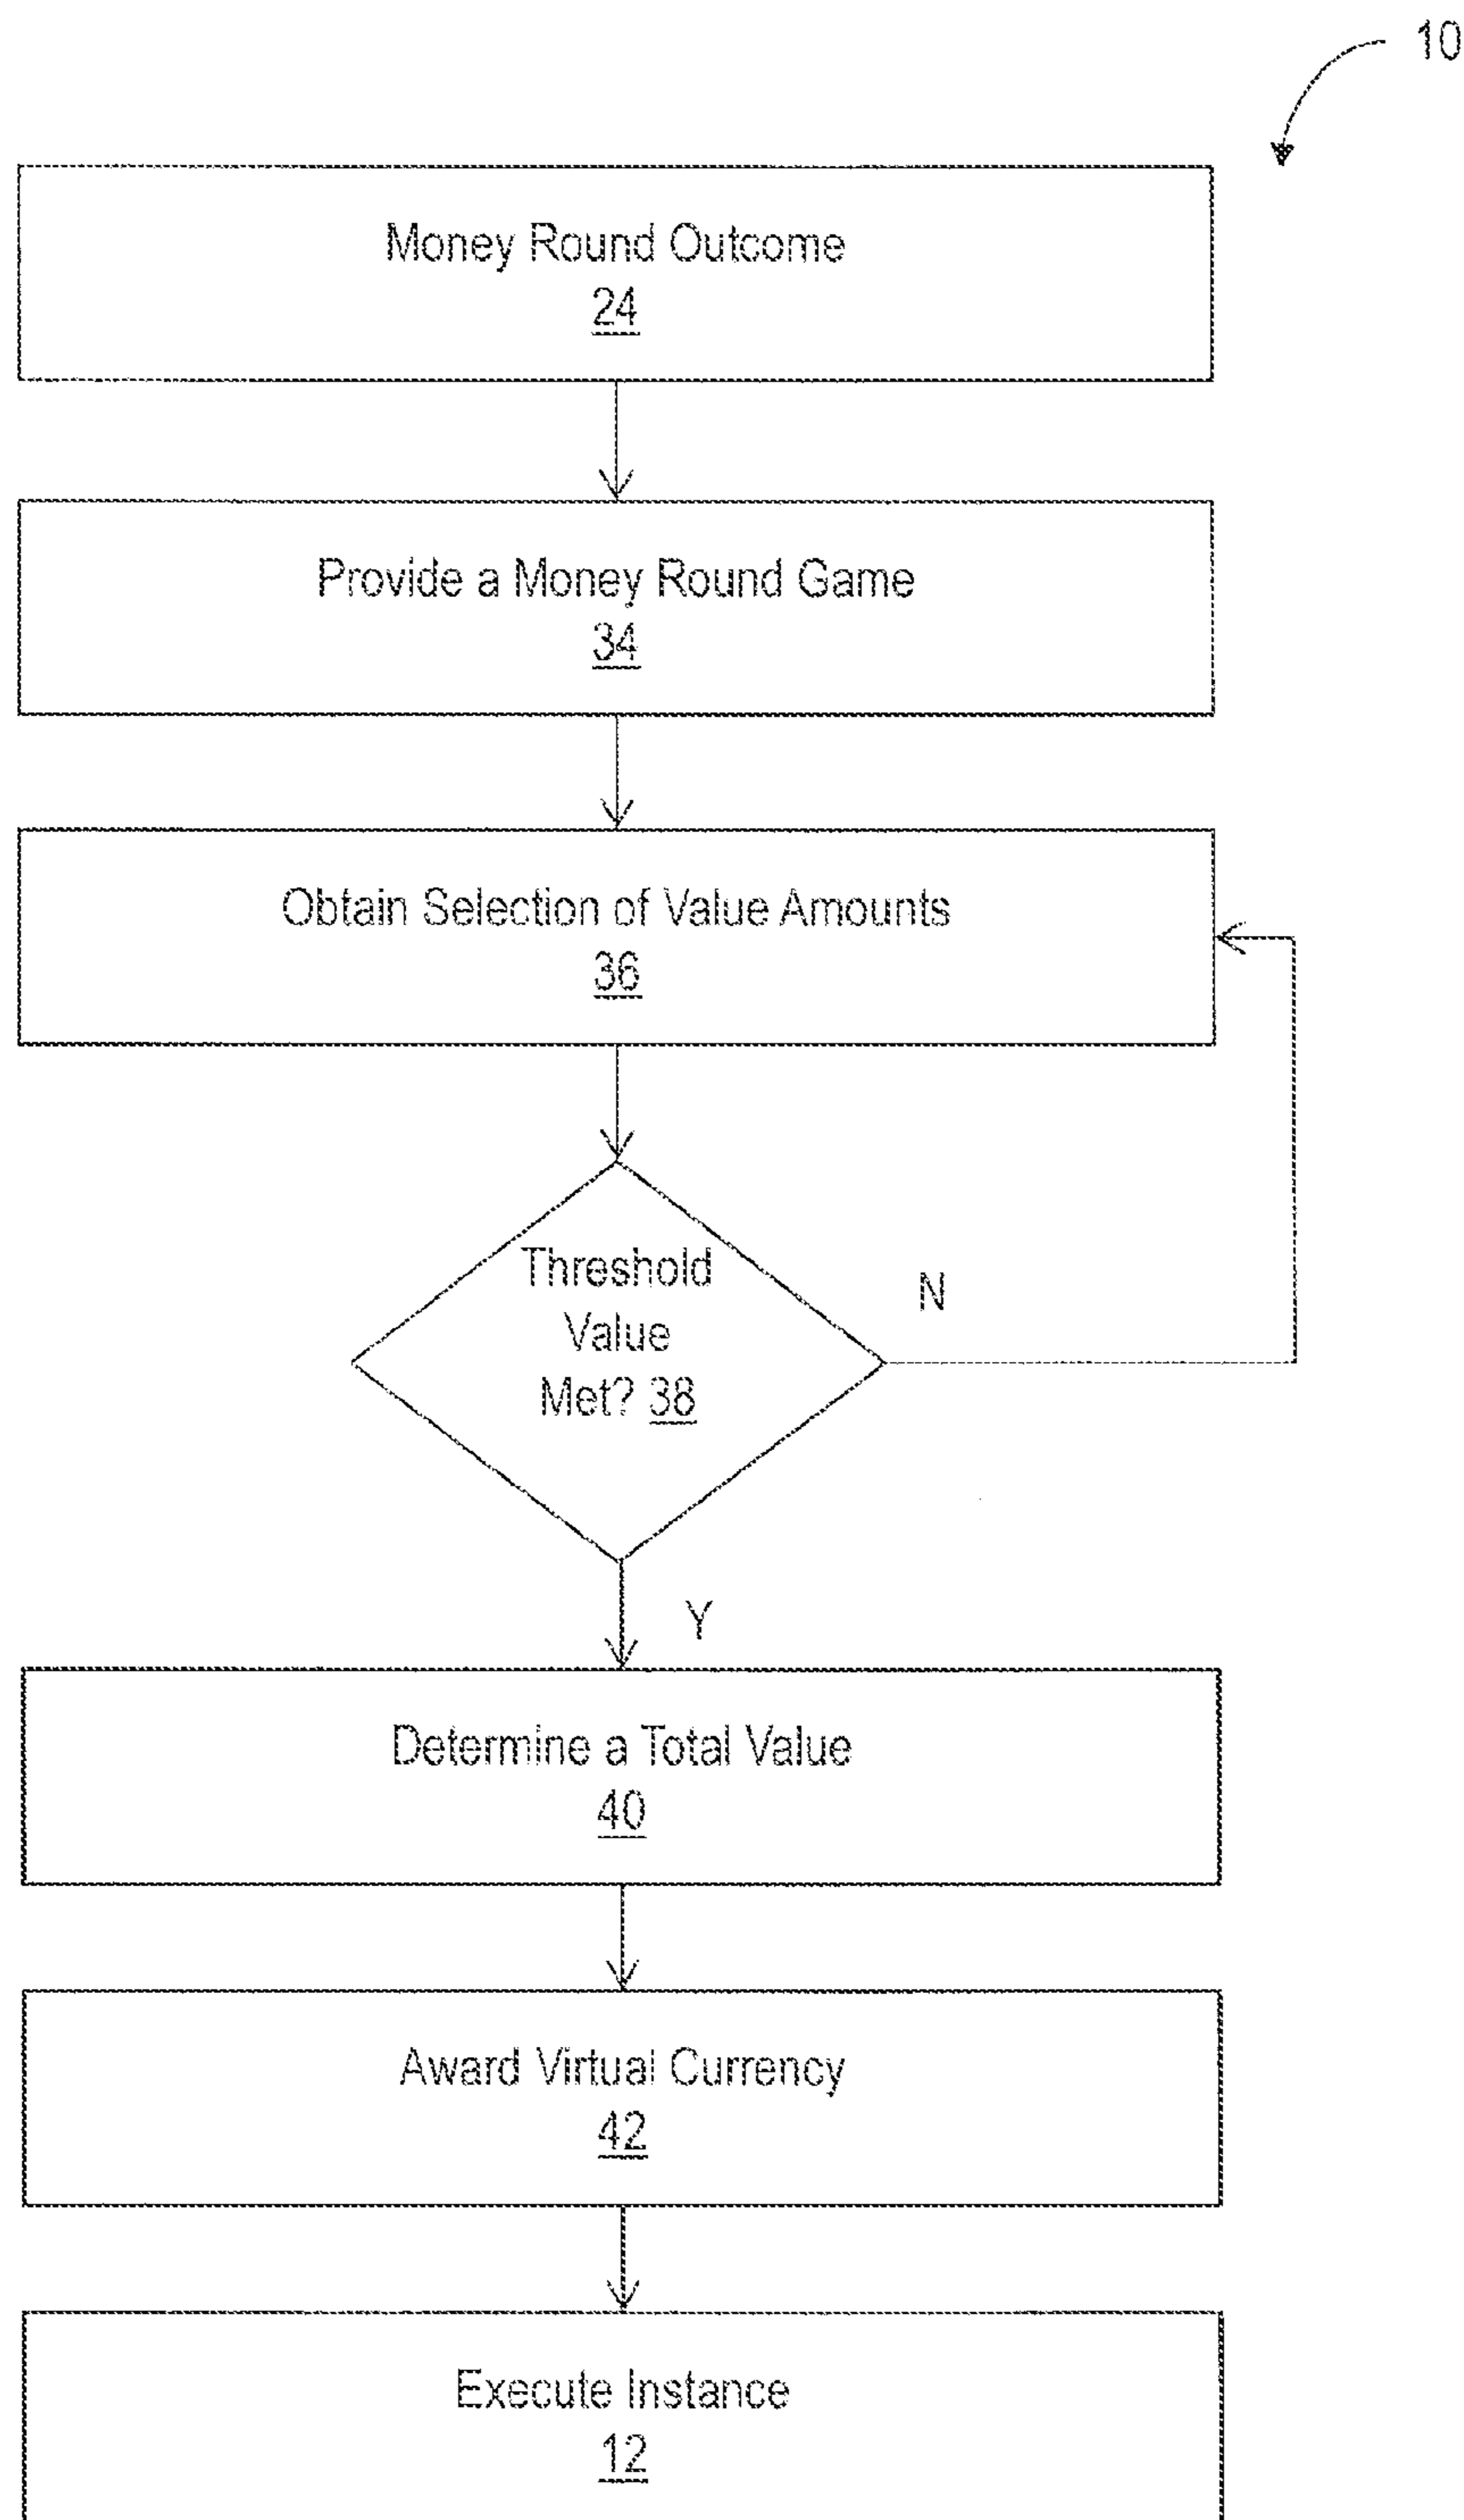 10
Money Round Outcome
24
Provide a Money Round Game
34
Obtain Selection of Value Amounts
36
Threshold
Value
Met? 38
N
Y
Determine a Total Value
40
Award Virtual Currency
42
Execute Instance
12